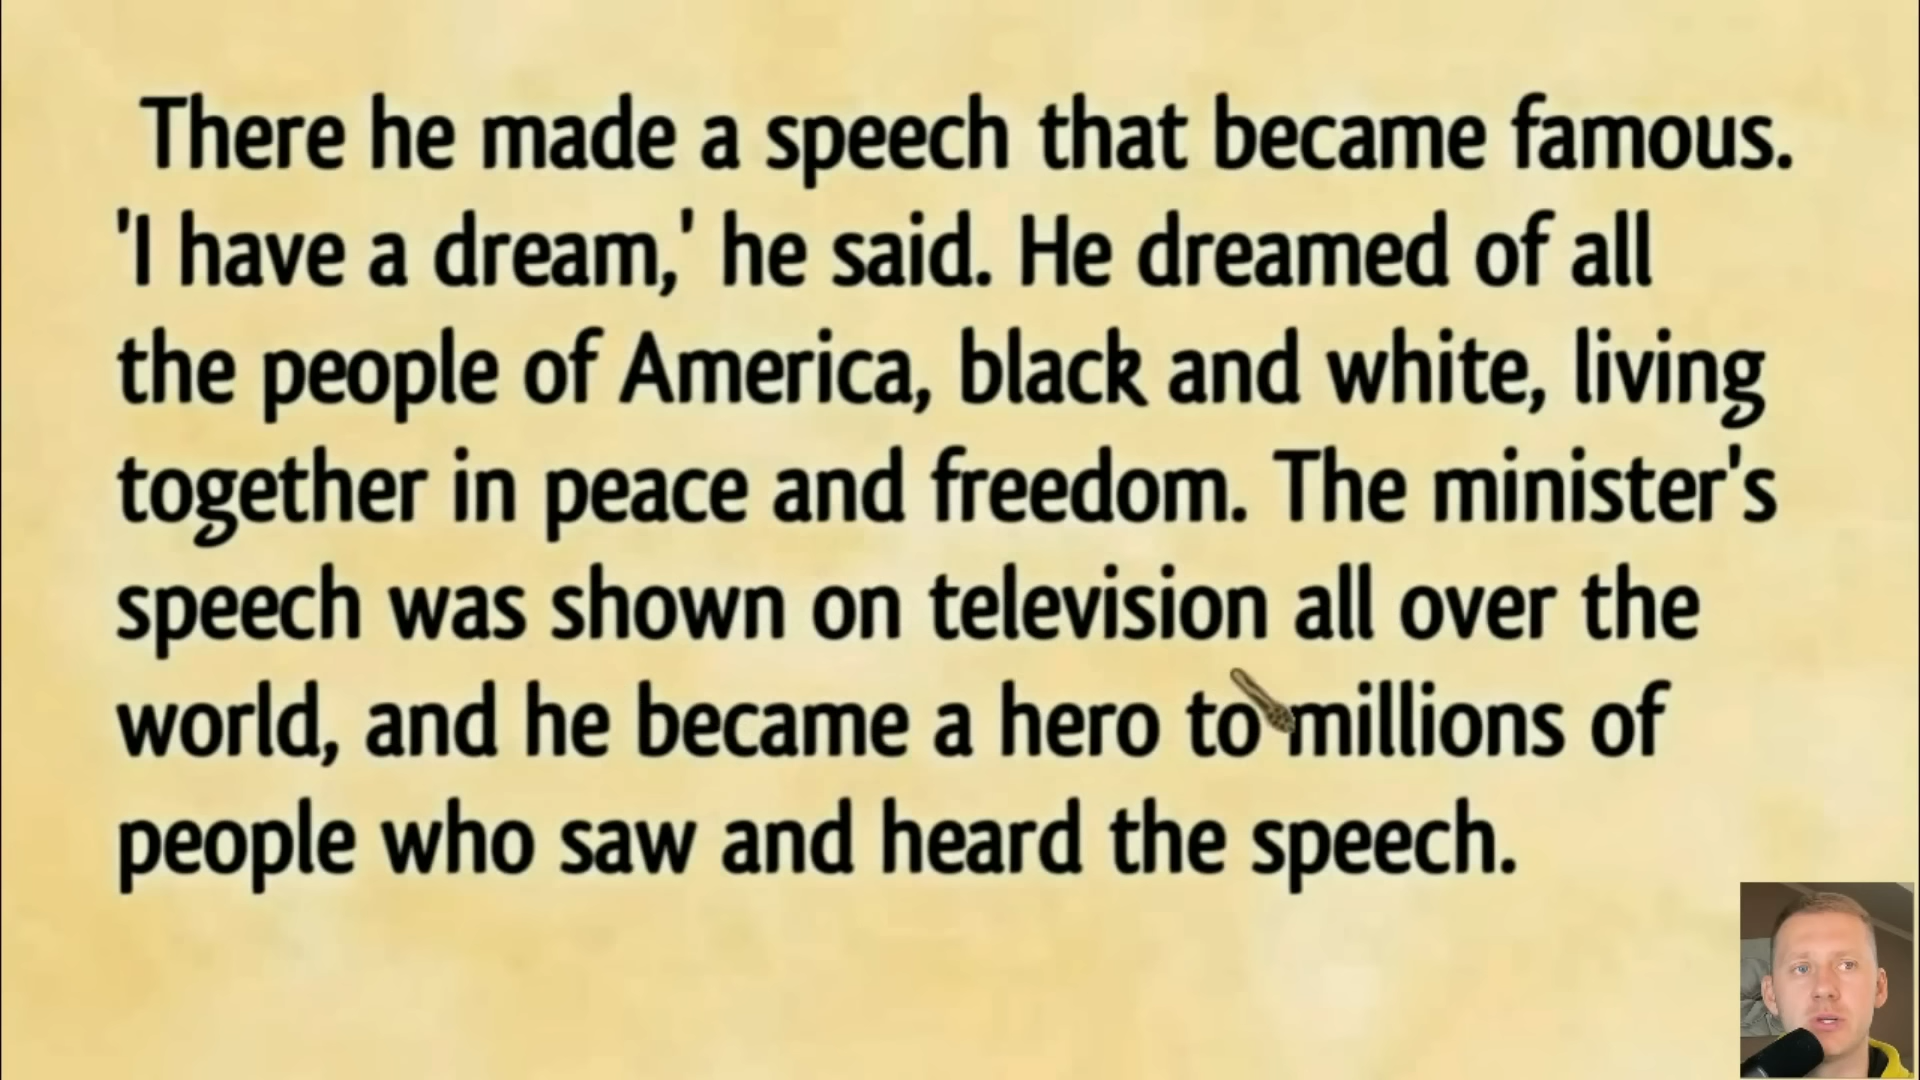 There he made a speech that became famous.
'I have a dream,' he said. He dreamed of all
the people of America, black and white, living
together in peace and freedom. The minister's
speech was shown on television all over the
world, and he became a hero to millions of
people who saw and heard the speech.